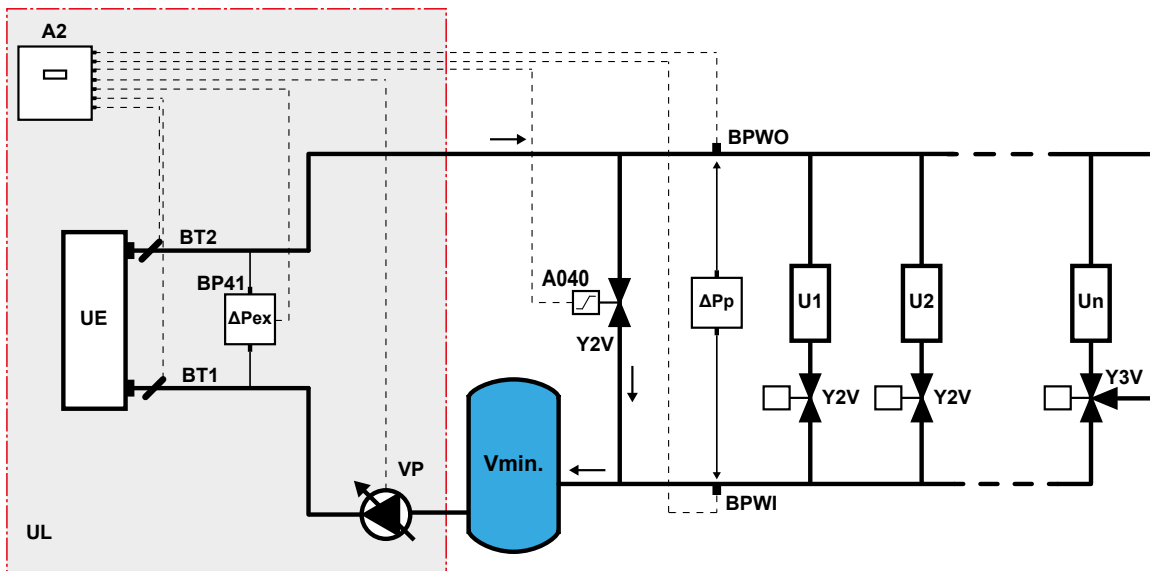 A2
BPWO
BT2
A040
BP41
ΔPex
ΔPp
U1
U2
Un
UE
Y2V
BT1
Y2V
Y2V
Y3V
Vmin.
VP
BPWI
UL